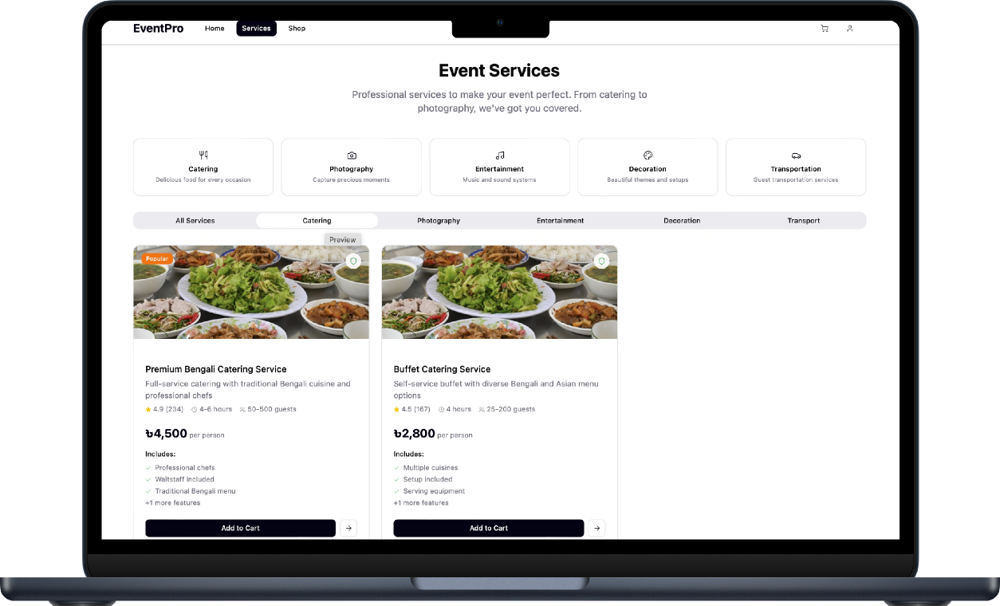 EventPro Home Services Shop
Event Services
Professional services to make your event perfect. From catering to
photography, we've got you covered.
Catering
Delicious food for every occasion
Photography
Capture precious moments
Entertainment
Music and sound systems
Decoration
Beautiful themes and setups
Transportation
Guest transportation services
All Services Catering Photography Entertainment Decoration Transport
Preview
Popular
Premium Bengali Catering Service
Full-service catering with traditional Bengali cuisine and
professional chefs
4.9 (234) 4-6 hours 50-500 guests
৳4,500 per person
Includes:
Professional chefs
Waitstaff included
Traditional Bengali menu
+1 more features
Add to Cart
Buffet Catering Service
Self-service buffet with diverse Bengali and Asian menu
options
4.5 (167) 4 hours 25-200 guests
৳2,800 per person
Includes:
Multiple cuisines
Setup included
Serving equipment
+1 more features
Add to Cart